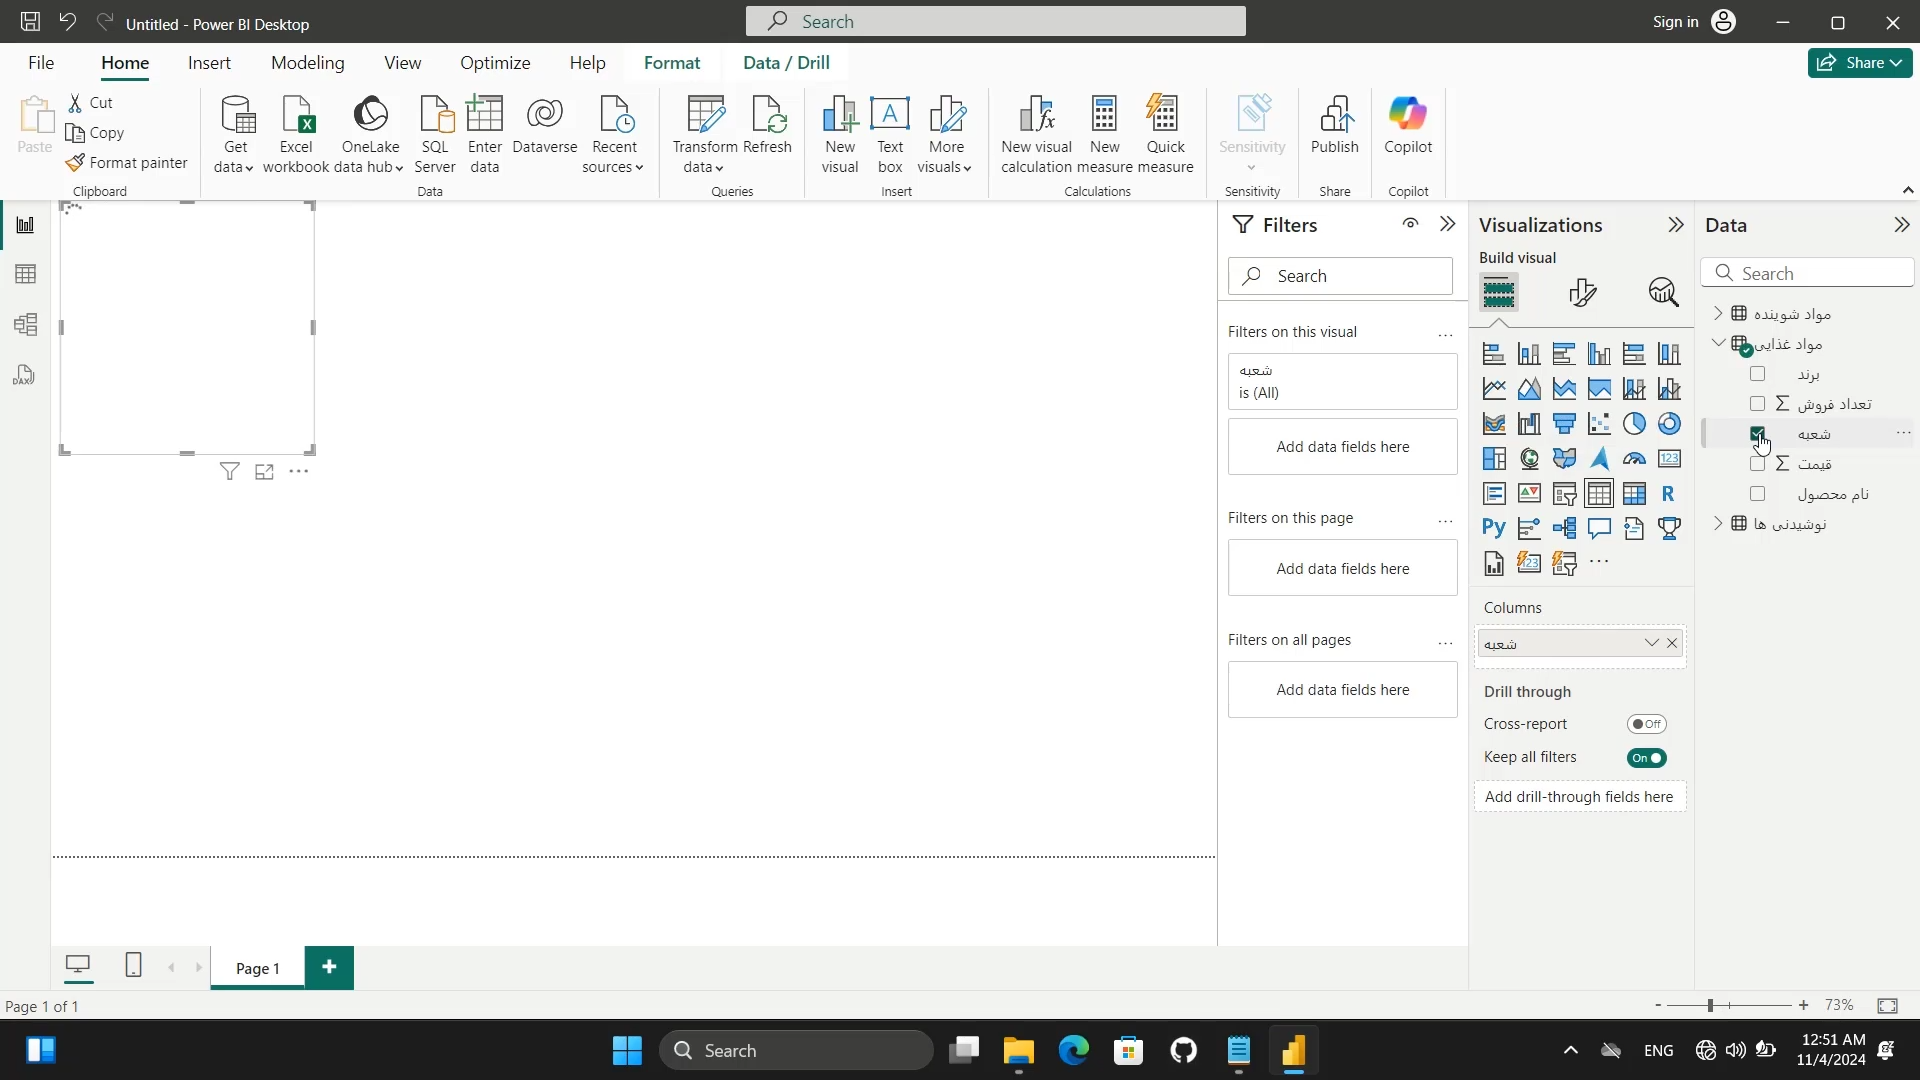 Untitled - Power BI Desktop
Search
Sign in
File
Home
Insert
Modeling
View
Optimize
Help
Format
Data / Drill
Share
Paste
Cut
Copy
Format painter
Clipboard
Get data
Excel workbook
OneLake data hub
SQL Server
Enter data
Dataverse
Recent sources
Data
Transform data
Refresh
Queries
New visual
Text box
More visuals
Insert
New visual calculation
New measure
Quick measure
Calculations
Sensitivity
Sensitivity
Publish
Share
Copilot
Copilot
DAX
Filters
Search
Filters on this visual
...
شعبه
is (All)
Add data fields here
Filters on this page
...
Add data fields here
Filters on all pages
...
Add data fields here
Visualizations
Build visual
123
R
Py
123
...
Columns
شعبه
Drill through
Cross-report
Off
Keep all filters
On
Add drill-through fields here
Data
Search
مواد شوینده
مواد غذایی
برند
∑ تعداد فروش
شعبه
...
∑ قیمت
نام محصول
نوشیدنی ها
Page 1
+
Page 1 of 1
- + 73%
Search
ENG
12:51 AM
11/4/2024